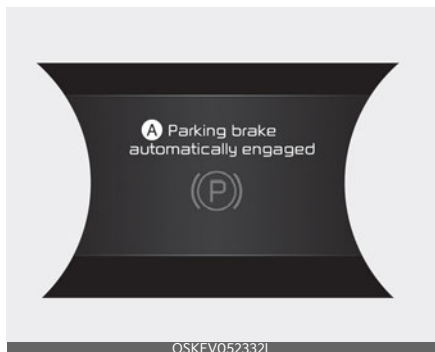 A Parking brake
automatically engaged
(P)
OSKEV052332L